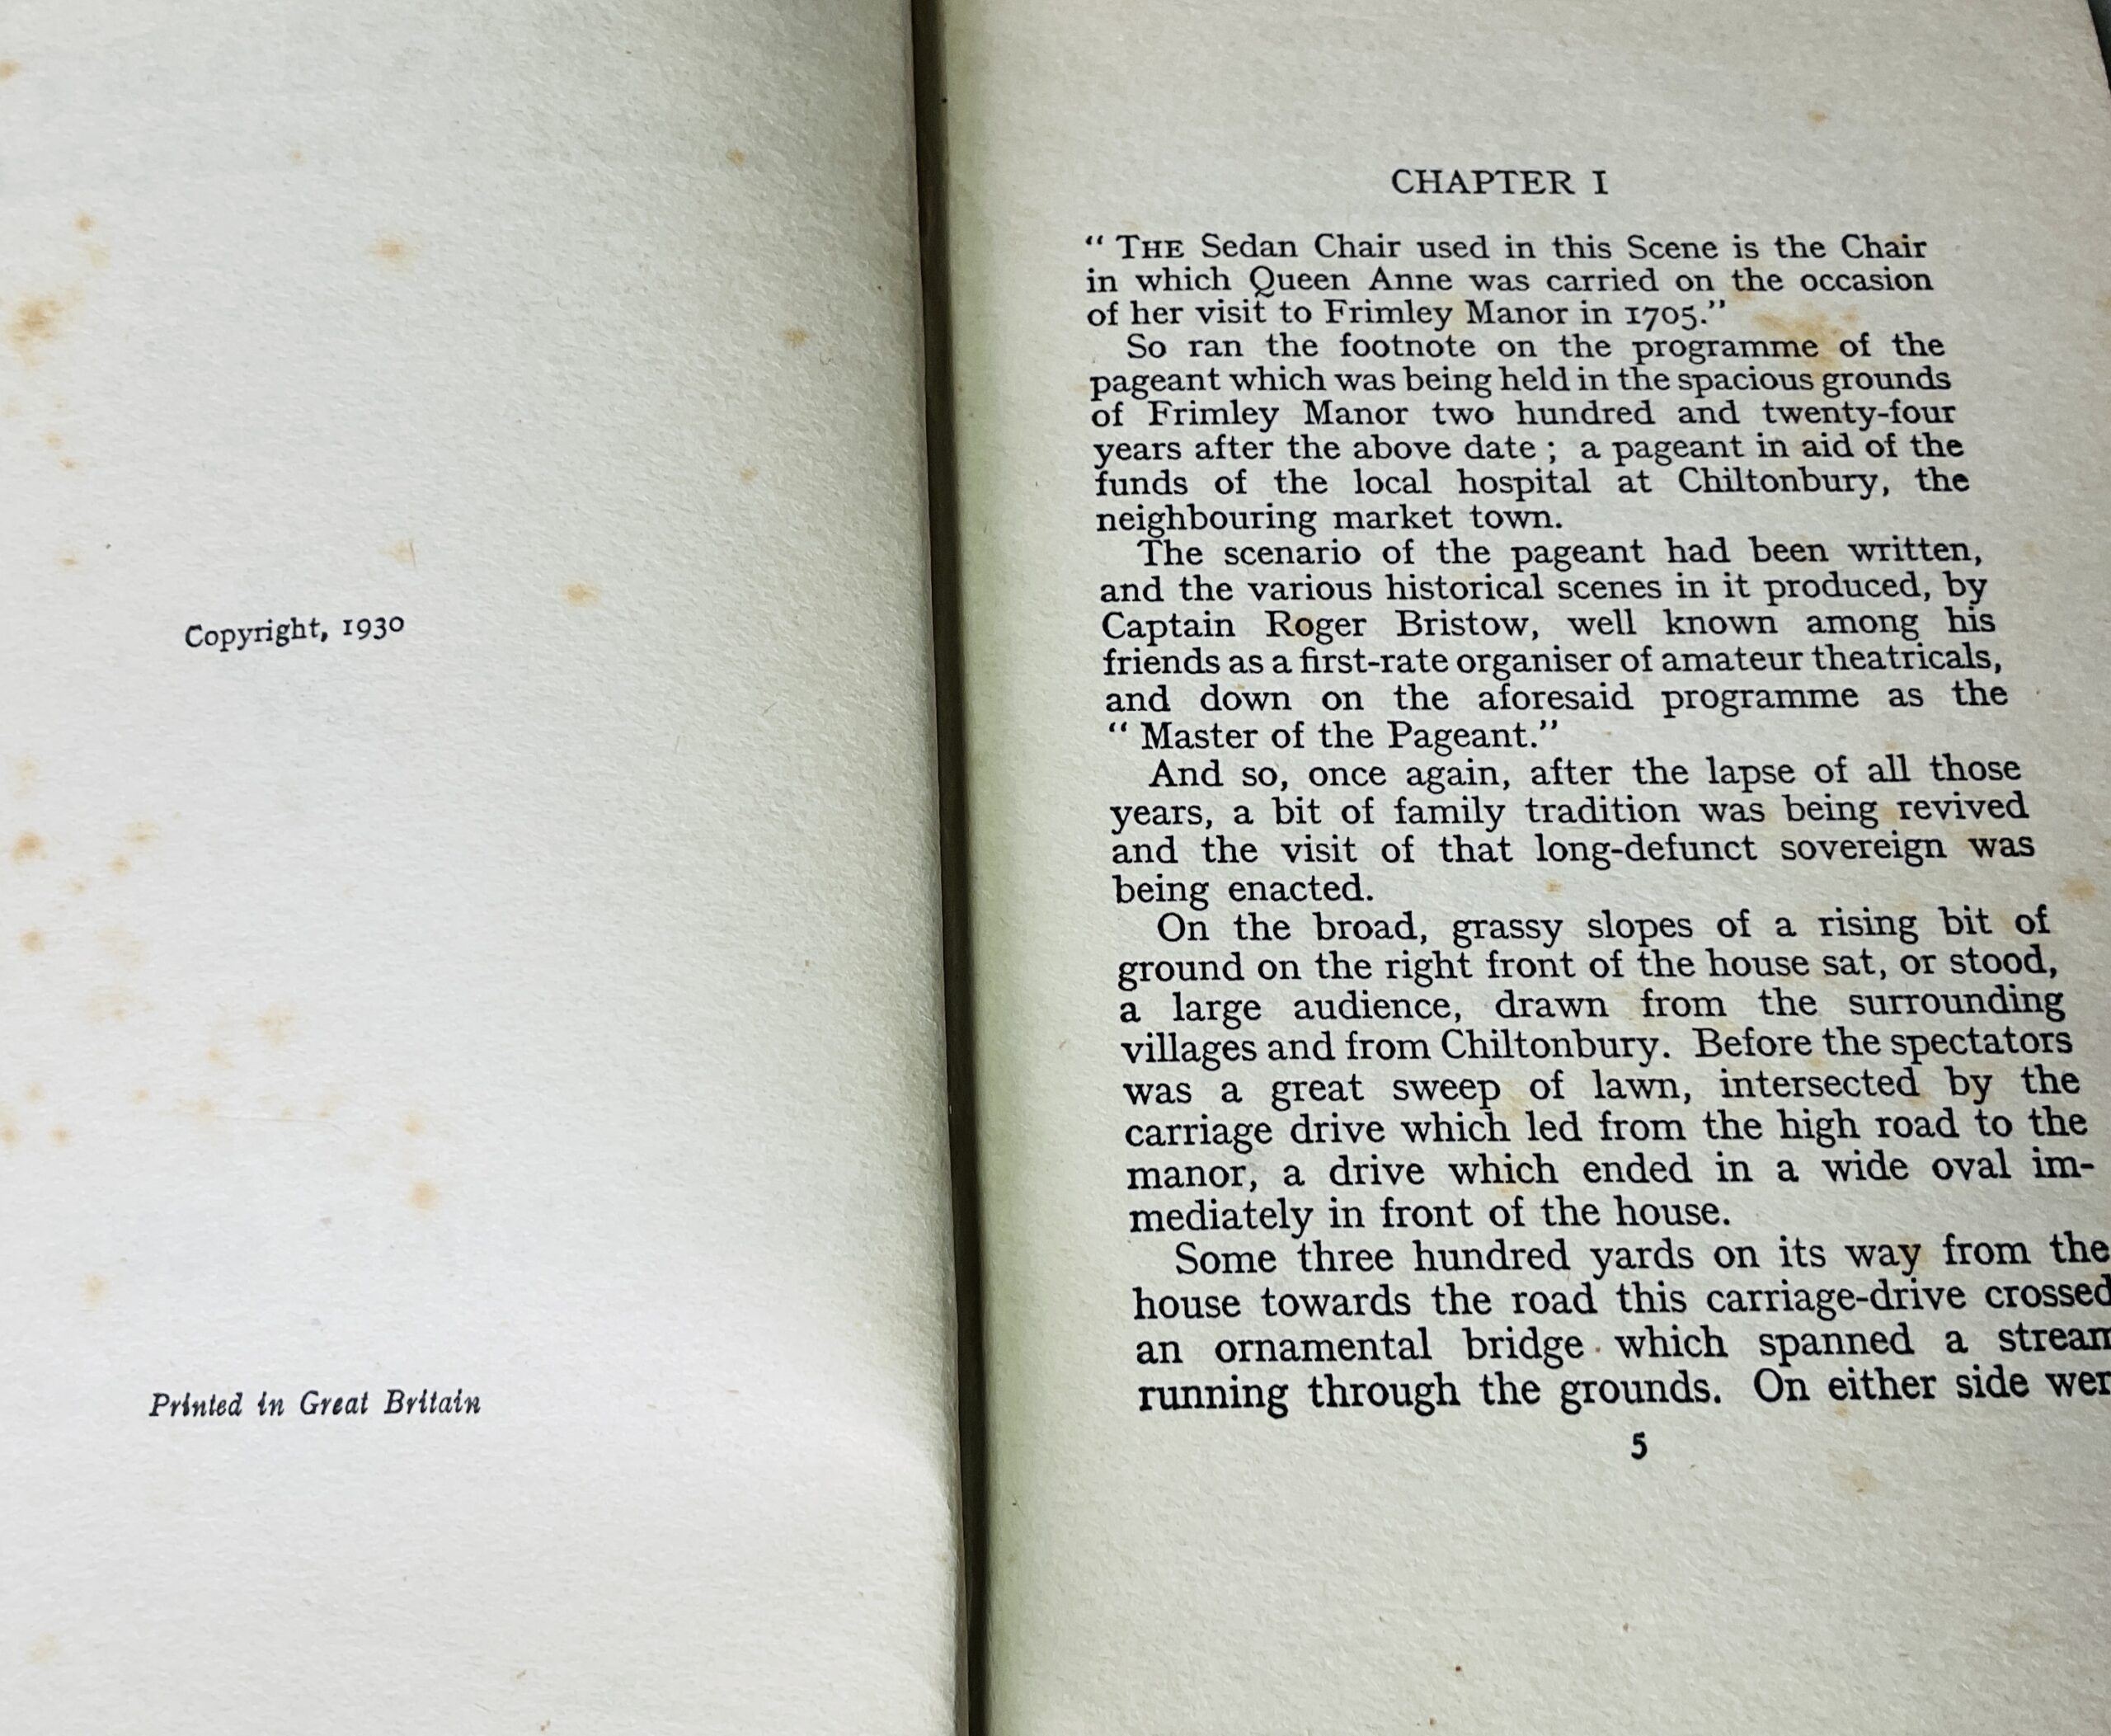 Copyright, 1930
Printed in Great Britain
CHAPTER I
“ THE Sedan Chair used in this Scene is the Chair
in which Queen Anne was carried on the occasion
of her visit to Frimley Manor in 1705.”
So ran the footnote on the programme of the
pageant which was being held in the spacious grounds
of Frimley Manor two hundred and twenty-four
years after the above date ; a pageant in aid of the
funds of the local hospital at Chiltonbury, the
neighbouring market town.
The scenario of the pageant had been written,
and the various historical scenes in it produced, by
Captain Roger Bristow, well known among his
friends as a first-rate organiser of amateur theatricals,
and down on the aforesaid programme as the
“ Master of the Pageant.”
And so, once again, after the lapse of all those
years, a bit of family tradition was being revived
and the visit of that long-defunct sovereign was
being enacted.
On the broad, grassy slopes of a rising bit of
ground on the right front of the house sat, or stood,
a large audience, drawn from the surrounding
villages and from Chiltonbury. Before the spectators
was a great sweep of lawn, intersected by the
carriage drive which led from the high road to the
manor, a drive which ended in a wide oval im-
mediately in front of the house.
Some three hundred yards on its way from the
house towards the road this carriage-drive crossed
an ornamental bridge which spanned a stream
running through the grounds. On either side wer
5